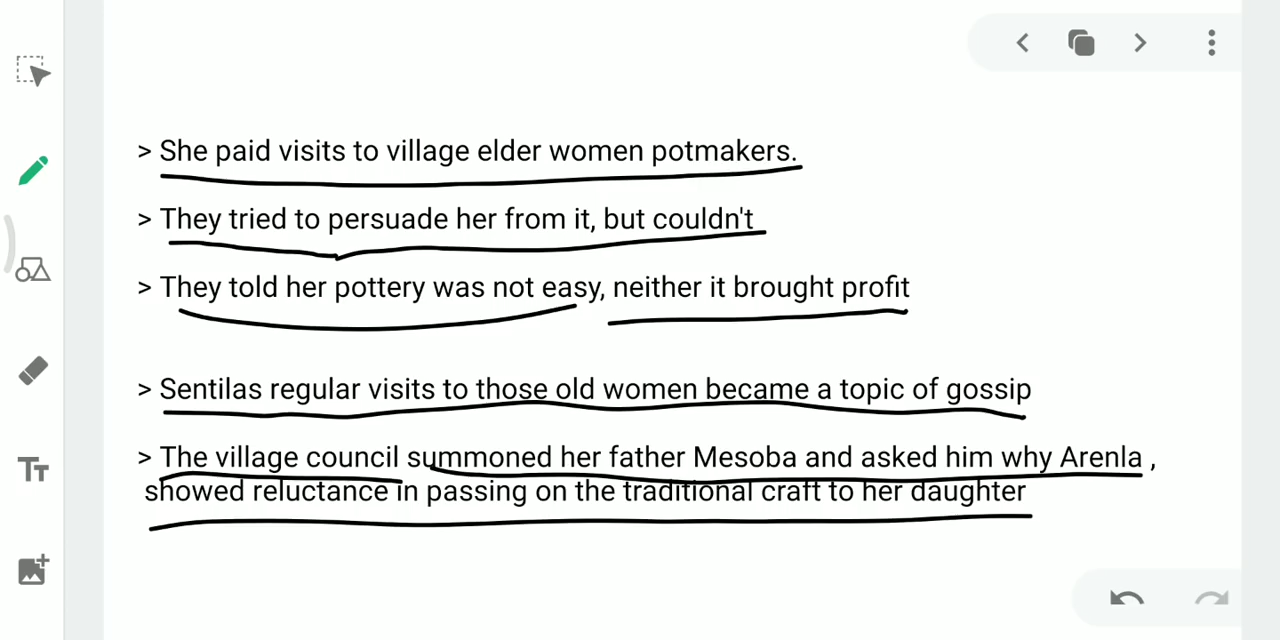 > She paid visits to village elder women potmakers.
> They tried to persuade her from it, but couldn't
> They told her pottery was not easy, neither it brought profit
> Sentilas regular visits to those old women became a topic of gossip
> The village council summoned her father Mesoba and asked him why Arenla ,
showed reluctance in passing on the traditional craft to her daughter
TT